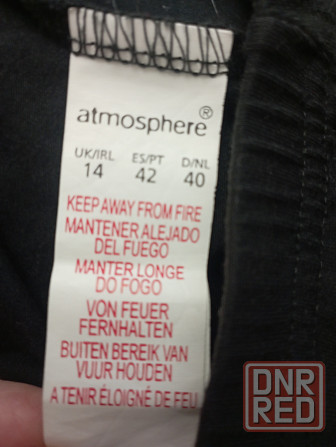 atmosphere®
UK/IRL ES/PT D/NL
14 42 40
KEEP AWAY FROM FIRE
MANTENER ALEJADO
DEL FUEGO
MANTER LONGE
DO FOGO
VON FEUER
FERNHALTEN
BUITEN BEREIK VAN
VUUR HOUDEN
A TENIR ÉLOIGNÉ DE FEU
DNR
RED